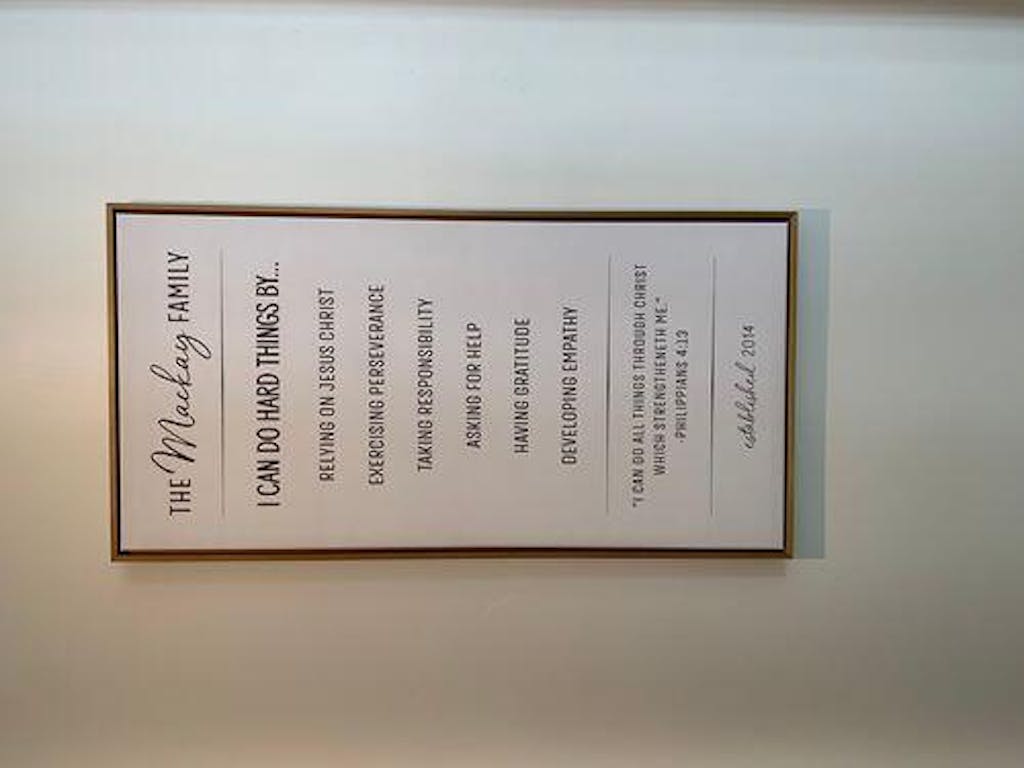 THE Mackay FAMILY
I CAN DO HARD THINGS BY...
RELYING ON JESUS CHRIST
EXERCISING PERSEVERANCE
TAKING RESPONSIBILITY
ASKING FOR HELP
HAVING GRATITUDE
DEVELOPING EMPATHY
"I CAN DO ALL THINGS THROUGH CHRIST
WHICH STRENGTHENETH ME."
-PHILIPPIANS 4:13
established 2014